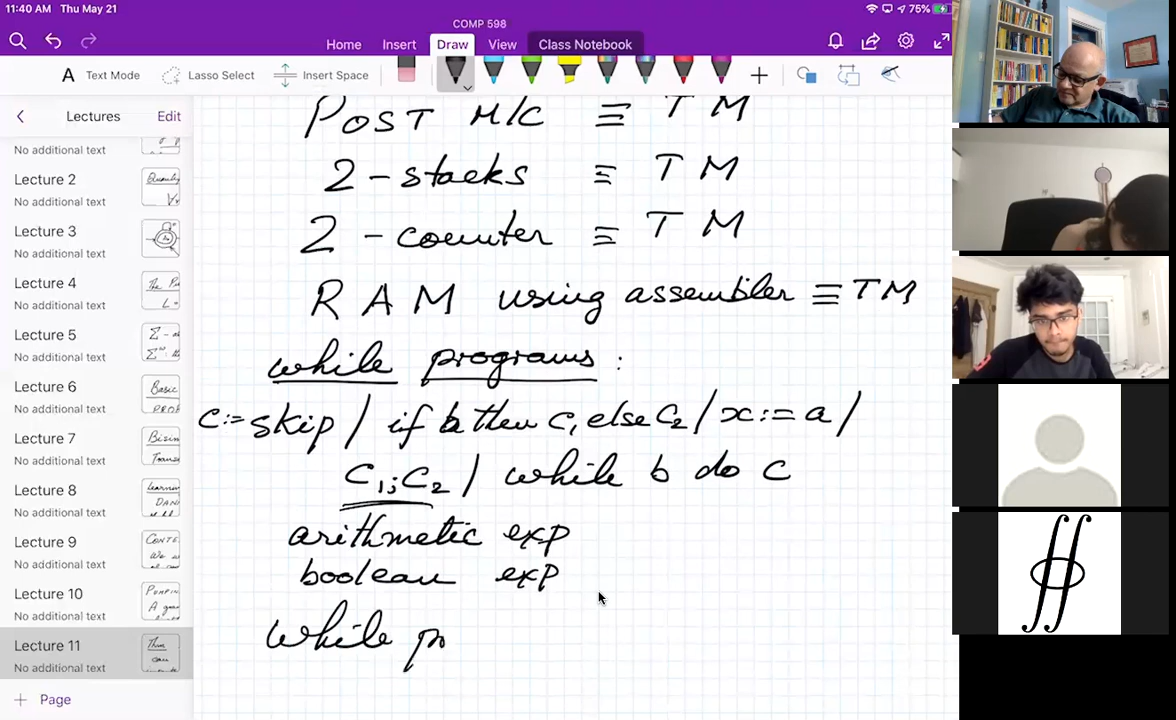 11:40 AM Thu May 21
75%
COMP 598
Home Insert Draw View Class Notebook
A Text Mode Lasso Select Insert Space
Lectures Edit
No additional text
Lecture 2
No additional text
Lecture 3
No additional text
Lecture 4
No additional text
Lecture 5
No additional text
Lecture 6
No additional text
Lecture 7
No additional text
Lecture 8
No additional text
Lecture 9
No additional text
Lecture 10
No additional text
Lecture 11
No additional text
+ Page
POST M/C ≡ TM
2-stacks ≡ TM
2-counter ≡ TM
RAM using assembler ≡ TM
while programs:
c:= skip / if b then C₁ else C₂ / x:= a /
C₁;C₂ / while b do c
arithmetic exp
boolean exp
while pr
∯